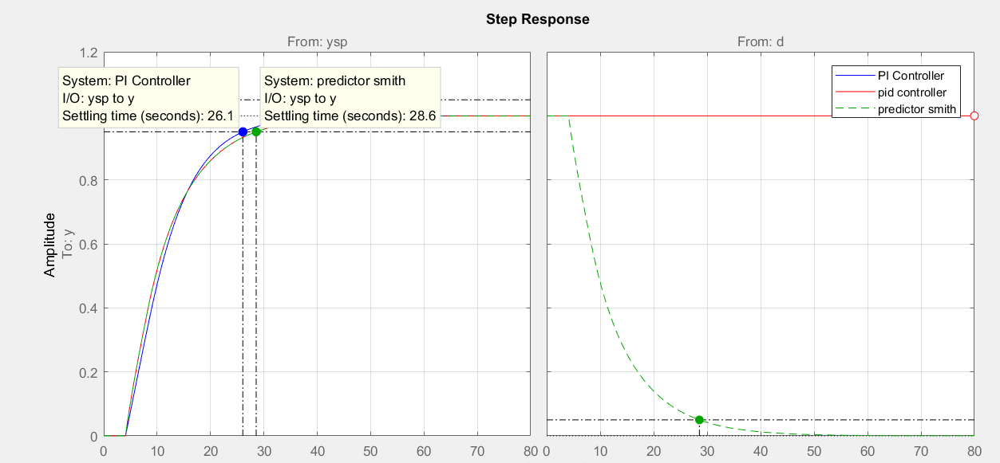 Step Response
From: ysp
From: d
1.2
0.8
0.6
0.4
0.2
0
System: PI Controller
I/O: ysp to y
Settling time (seconds): 26.1
System: predictor smith
I/O: ysp to y
Settling time (seconds): 28.6
PI Controller
pid controller
predictor smith
Amplitude
To: y
0 10 20 30 40 50 60 70 80
0 10 20 30 40 50 60 70 80